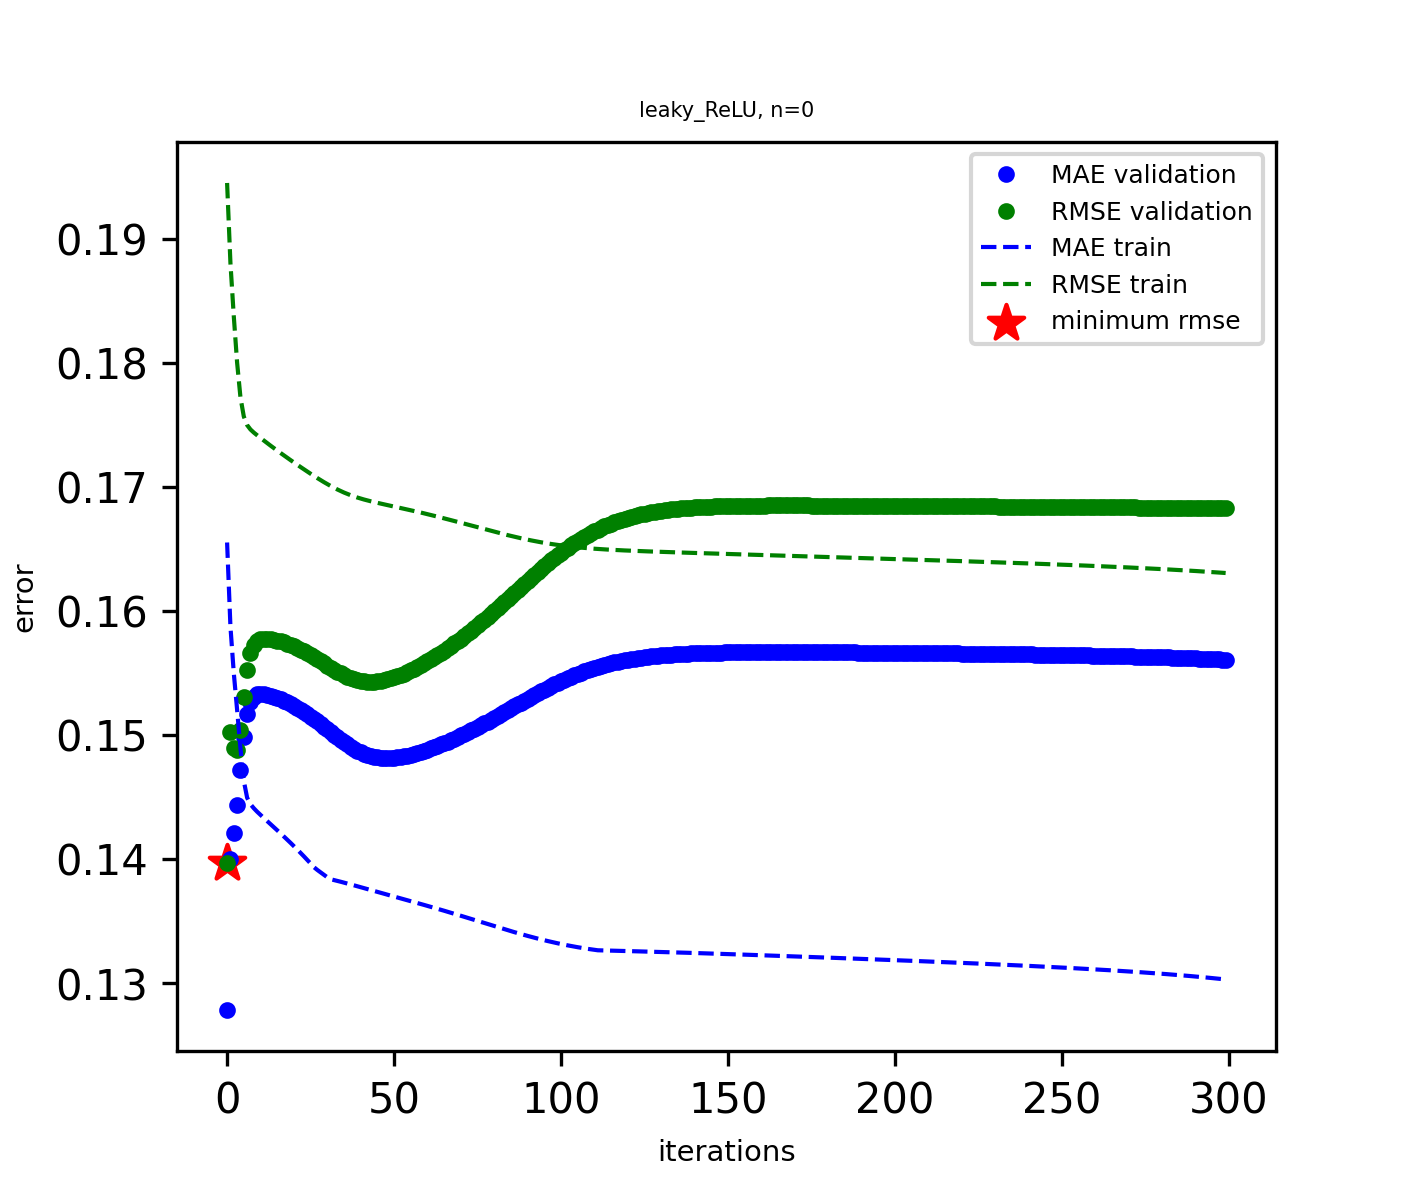 leaky_ReLU, n=0
MAE validation
RMSE validation
MAE train
RMSE train
minimum rmse
error
0.19
0.18
0.17
0.16
0.15
0.14
0.13
0 50 100 150 200 250 300
iterations